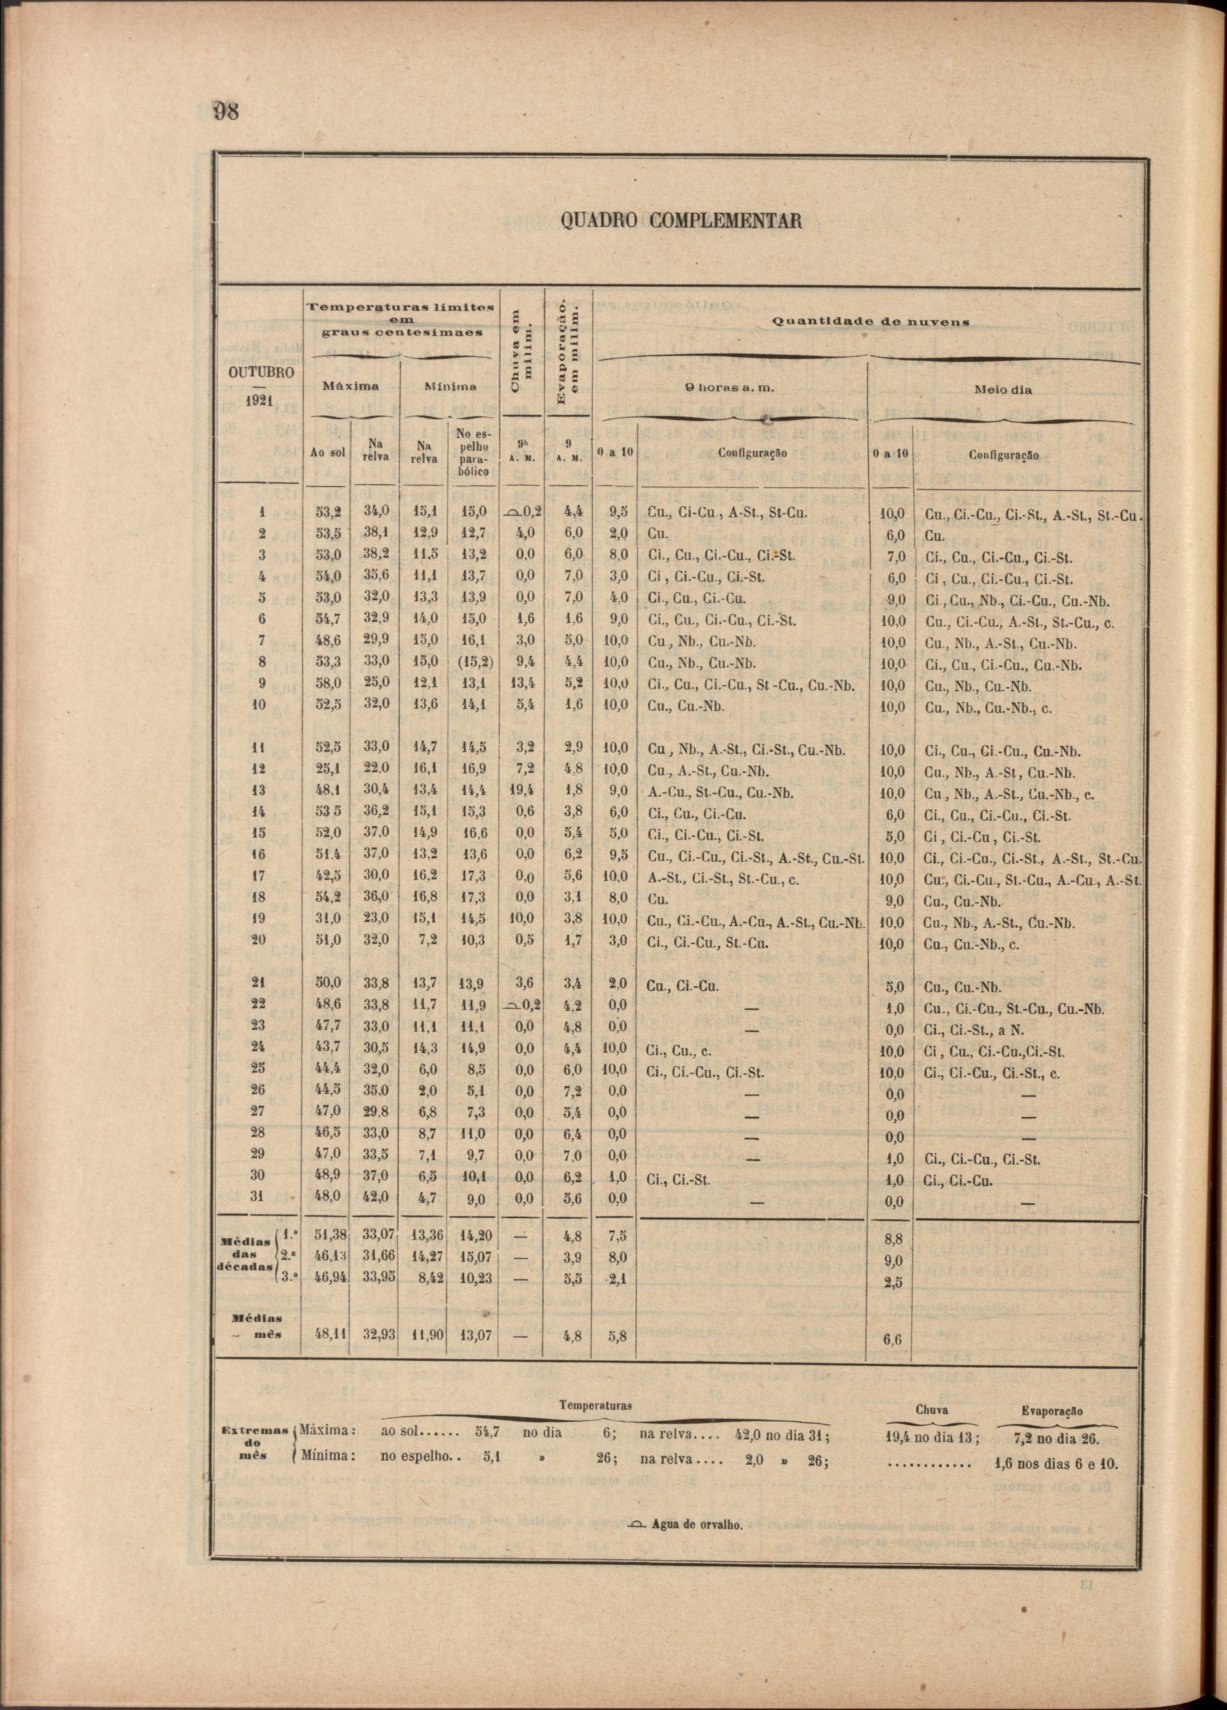 98
QUADRO COMPLEMENTAR
OUTUBRO
—
1921
Temperaturas limites
em
graus centesimaes
Máxima
Mínima
Ao sol
Na relva
Na relva
No espelho parabólico
Chuva em milim.
9h A. M.
Evaporação. em milim.
9 A. M.
Quantidade de nuvens
9 horas a. m.
Meio dia
0 a 10
Configuração
0 a 10
Configuração
1 53,2 34,0 15,1 15,0 ⌓0,2 4,4 9,5 Cu., Ci-Cu., A-St., St-Cu. 10,0 Cu., Ci.-Cu., Ci.-St., A.-St., St.-Cu.
2 53,5 38,1 12,9 12,7 4,0 6,0 2,0 Cu. 6,0 Cu.
3 53,0 38,2 11.5 13,2 0,0 6,0 8,0 Ci., Cu., Ci.-Cu., Ci.-St. 7,0 Ci., Cu., Ci.-Cu., Ci.-St.
4 54,0 35,6 11,1 13,7 0,0 7,0 3,0 Ci , Ci.-Cu., Ci.-St. 6,0 Ci , Cu., Ci.-Cu., Ci.-St.
5 53,0 32,0 13,3 13,9 0,0 7,0 4,0 Ci., Cu., Ci.-Cu. 9,0 Ci., Cu., Nb., Ci.-Cu., Cu.-Nb.
6 54,7 32,9 14,0 15,0 1,6 1,6 9,0 Ci., Cu., Ci.-Cu., Ci.-St. 10,0 Cu., Ci.-Cu., A.-St., St.-Cu., c.
7 48,6 29,9 15,0 16,1 3,0 5,0 10,0 Cu , Nb., Cu.-Nb. 10,0 Cu., Nb., A.-St., Cu.-Nb.
8 53,3 33,0 15,0 (15,2) 9,4 4,4 10,0 Cu., Nb., Cu.-Nb. 10,0 Ci., Cu., Ci.-Cu., Cu.-Nb.
9 58,0 25,0 12,1 13,1 13,4 5,2 10,0 Ci., Cu., Ci.-Cu., St -Cu., Cu.-Nb. 10,0 Cu., Nb., Cu.-Nb.
10 52,5 32,0 13,6 14,1 5,4 1,6 10,0 Cu., Cu.-Nb. 10,0 Cu., Nb., Cu.-Nb., c.
11 52,5 33,0 14,7 14,5 3,2 2,9 10,0 Cu , Nb., A.-St., Ci.-St., Cu.-Nb. 10,0 Ci., Cu., Ci.-Cu., Cu.-Nb.
12 25,1 22.0 16,1 16,9 7,2 4,8 10,0 Cu., A.-St., Cu.-Nb. 10,0 Cu., Nb., A.-St , Cu.-Nb.
13 48,1 30,4 13.4 14,4 19,4 1,8 9,0 A.-Cu., St.-Cu., Cu.-Nb. 10,0 Cu , Nb., A.-St., Cu.-Nb., c.
14 53 5 36,2 15,1 15,3 0,6 3,8 6,0 Ci., Cu., Ci.-Cu. 6,0 Ci., Cu., Ci.-Cu., Ci.-St.
15 52,0 37,0 14,9 16,6 0,0 5,4 5,0 Ci., Ci.-Cu., Ci.-St. 5,0 Ci , Ci.-Cu , Ci.-St.
16 51.4 37,0 13,2 13,6 0,0 6,2 9,5 Cu., Ci.-Cu., Ci.-St., A.-St., Cu.-St. 10,0 Ci., Ci.-Cu., Ci.-St., A.-St., St.-Cu.
17 42,5 30,0 16,2 17,3 0,0 5,6 10,0 A.-St., Ci.-St., St.-Cu., c. 10,0 Cu., Ci.-Cu., St.-Cu., A.-Cu., A.-St.
18 54,2 36,0 16,8 17,3 0,0 3,1 8,0 Cu. 9,0 Cu., Cu.-Nb.
19 31,0 23,0 15,1 14,5 10,0 3,8 10,0 Cu., Ci.-Cu., A.-Cu., A.-St., Cu.-Nb. 10,0 Cu., Nb., A.-St., Cu.-Nb.
20 51,0 32,0 7,2 10,3 0,5 1,7 3,0 Ci., Ci.-Cu., St.-Cu. 10,0 Cu., Cu.-Nb., c.
21 50,0 33,8 13,7 13,9 3,6 3,4 2,0 Cu., Ci.-Cu. 5,0 Cu., Cu.-Nb.
22 48,6 33,8 11,7 11,9 ⌓0,2 4,2 0,0 — 1,0 Cu., Ci.-Cu., St.-Cu., Cu.-Nb.
23 47,7 33,0 11,1 11,1 0,0 4,8 0,0 — 0,0 Ci., Ci.-St., a N.
24 43,7 30,5 14,3 14,9 0,0 4,4 10,0 Ci., Cu., c. 10,0 Ci , Cu., Ci.-Cu.,Ci.-St.
25 44,4 32,0 6,0 8,5 0,0 6,0 10,0 Ci., Ci.-Cu., Ci.-St. 10,0 Ci., Ci.-Cu., Ci.-St., c.
26 44,5 35,0 2,0 5,1 0,0 7,2 0,0 — 0,0 —
27 47,0 29,8 6,8 7,3 0,0 5,4 0,0 — 0,0 —
28 46,5 33,0 8,7 11,0 0,0 6,4 0,0 — 0,0 —
29 47,0 33,5 7,1 9,7 0,0 7,0 0,0 — 1,0 Ci., Ci.-Cu., Ci.-St.
30 48,9 37,0 6,5 10,1 0,0 6,2 1,0 Ci., Ci.-St. 1,0 Ci., Ci.-Cu.
31 48,0 42,0 4,7 9,0 0,0 5,6 0,0 — 0,0 —
Médias das décadas
1.ª 51,38 33,07 13,36 14,20 — 4,8 7,5 8,8
2.ª 46,13 31,66 14,27 15,07 — 3,9 8,0 9,0
3.ª 46,94 33,95 8,42 10,23 — 5,5 2,1 2,5
Médias
mês 48,11 32,93 11,90 13,07 — 4,8 5,8 6,6
Temperaturas
Chuva
Evaporação
Extremas do mês
Máxima: ao sol...... 54,7 no dia 6; na relva.... 42,0 no dia 31; 19,4 no dia 13; 7,2 no dia 26.
Mínima: no espelho.. 5,1 » 26; na relva.... 2,0 » 26; ............ 1,6 nos dias 6 e 10.
⌓ Agua de orvalho.